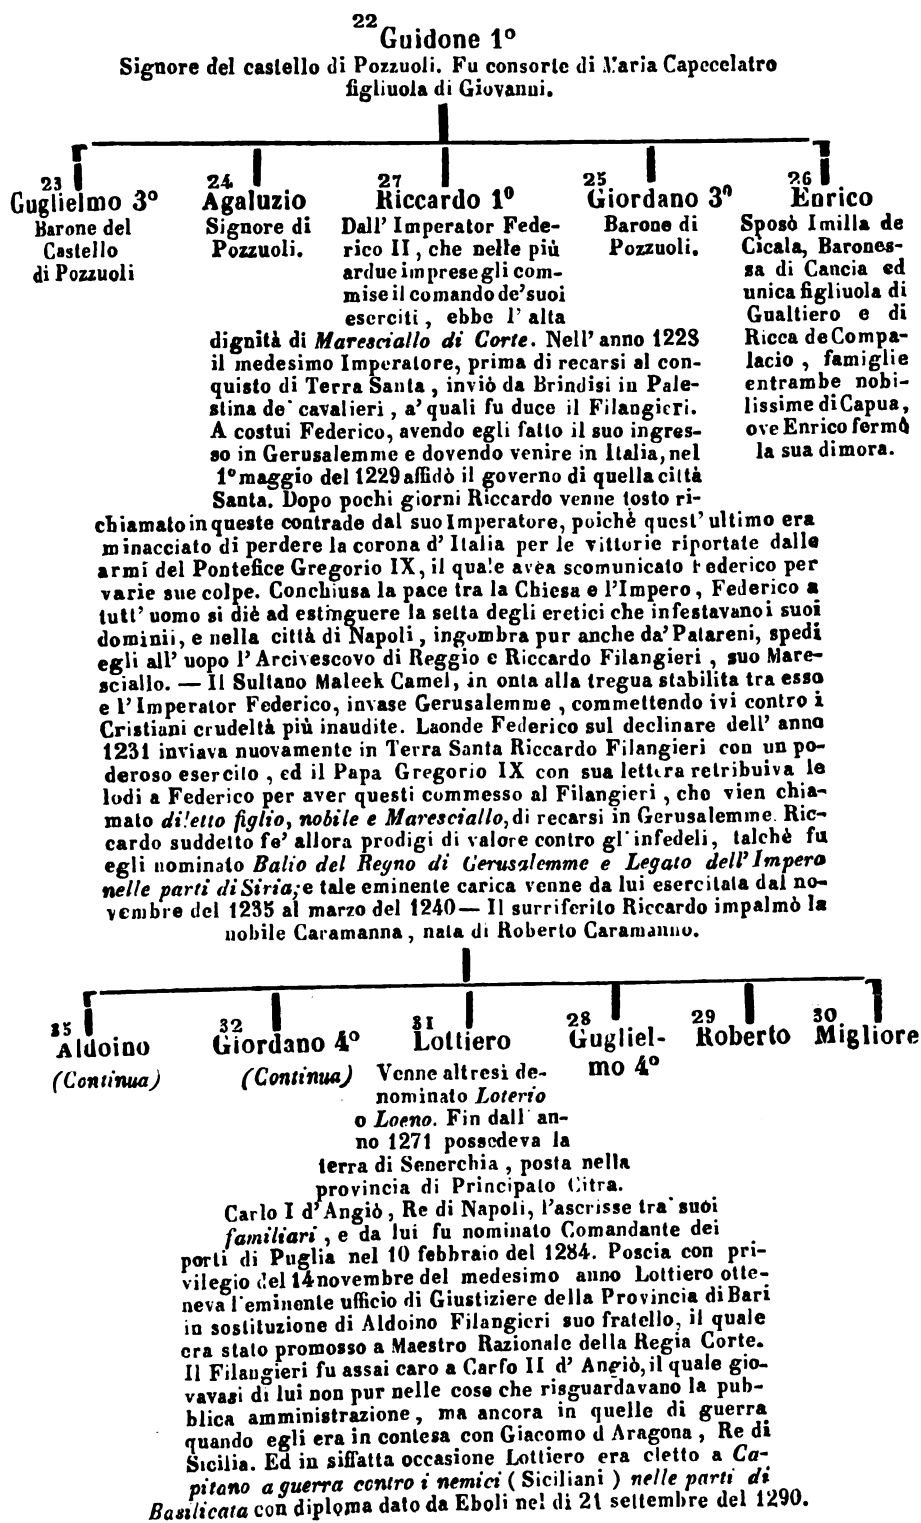 22
Guidone 1º
Signore del castello di Pozzuoli. Fu consorte di Maria Capecelatro
figliuola di Giovanni.
23
Guglielmo 3º
Barone del
Castello
di Pozzuoli
24
Agaluzio
Signore di
Pozzuoli.
27
Riccardo 1º
Dall' Imperator Fede-
rico II, che nelle più
ardue imprese gli com-
mise il comando de' suoi
eserciti, ebbe l' alta
dignità di Maresciallo di Corte. Nell' anno 1228
il medesimo Imperatore, prima di recarsi al con-
quisto di Terra Santa, inviò da Brindisi in Pale-
stina de' cavalieri, a' quali fu duce il Filangieri.
A costui Federico, avendo egli fatto il suo ingres-
so in Gerusalemme e dovendo venire in Italia, nel
1º maggio del 1229 affidò il governo di quella città
Santa. Dopo pochi giorni Riccardo venne tosto ri-
chiamato in queste contrade dal suo Imperatore, poichè quest' ultimo era
minacciato di perdere la corona d' Italia per le vittorie riportate dalle
armi del Pontefice Gregorio IX, il quale avea scomunicato Federico per
varie sue colpe. Conchiusa la pace tra la Chiesa e l'Impero, Federico a
tutt' uomo si diè ad estinguere la setta degli eretici che infestavano i suoi
dominii, e nella città di Napoli, ingombra pur anche da' Patareni, spedì
egli all' uopo l' Arcivescovo di Reggio e Riccardo Filangieri, suo Mare-
sciallo. — Il Sultano Maleek Camel, in onta alla tregua stabilita tra esso
e l'Imperator Federico, invase Gerusalemme, commettendo ivi contro i
Cristiani crudeltà più inaudite. Laonde Federico sul declinare dell' anno
1231 inviava nuovamente in Terra Santa Riccardo Filangieri con un po-
deroso esercito, ed il Papa Gregorio IX con sua lettera retribuiva le
lodi a Federico per aver questi commesso al Filangieri, che vien chia-
mato diletto figlio, nobile e Maresciallo, di recarsi in Gerusalemme. Ric-
cardo suddetto fe' allora prodigi di valore contro gl' infedeli, talchè fu
egli nominato Balio del Regno di Gerusalemme e Legato dell' Impero
nelle parti di Siria; e tale eminente carica venne da lui esercitata dal no-
vembre del 1235 al marzo del 1240 — Il surriferito Riccardo impalmò la
nobile Caramanna, nata di Roberto Caramanno.
25
Giordano 3º
Barone di
Pozzuoli.
26
Enrico
Sposò Imilla de
Cicala, Barones-
sa di Cancia ed
unica figliuola di
Gualtiero e di
Ricca de Compa-
lacio, famiglie
entrambe nobi-
lissime di Capua,
ove Enrico fermò
la sua dimora.
35
Aldoino
(Continua)
32
Giordano 4º
(Continua)
31
Lottiero
Venne altresi de-
nominato Loterio
o Loeno. Fin dall' an-
no 1271 possedeva la
terra di Senerchia, posta nella
provincia di Principato Citra.
Carlo I d' Angiò, Re di Napoli, l'ascrisse tra' suoi
familiari, e da lui fu nominato Comandante dei
porti di Puglia nel 10 febbraio del 1284. Poscia con pri-
vilegio del 14 novembre del medesimo anno Lottiero otte-
neva l'eminente ufficio di Giustiziere della Provincia di Bari
in sostituzione di Aldoino Filangieri suo fratello, il quale
era stato promosso a Maestro Razionale della Regia Corte.
Il Filangieri fu assai caro a Carlo II d' Angiò, il quale gio-
vavasi di lui non pur nelle cose che risguardavano la pub-
blica amministrazione, ma ancora in quelle di guerra
quando egli era in contesa con Giacomo d Aragona, Re di
Sicilia. Ed in siffatta occasione Lottiero era eletto a Ca-
pitano a guerra contro i nemici (Siciliani) nelle parti di
Basilicata con diploma dato da Eboli nel dì 21 settembre del 1290.
28
Gugliel-
mo 4º
29
Roberto
30
Migliore